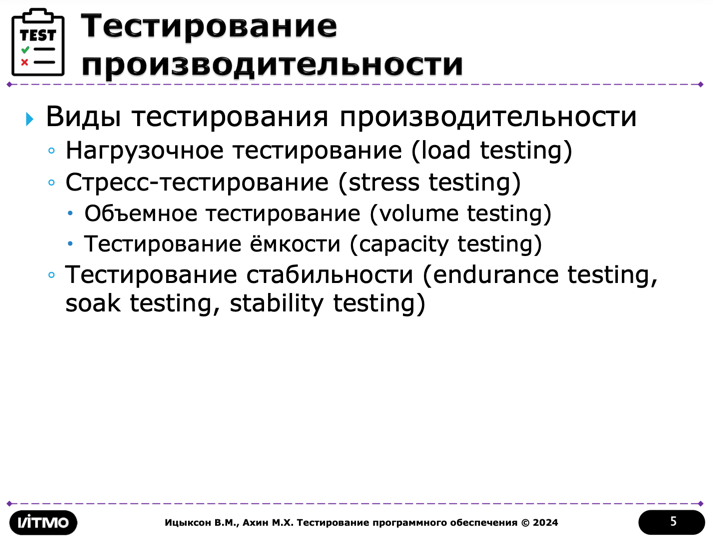 TEST
Тестирование
производительности
Виды тестирования производительности
Нагрузочное тестирование (load testing)
Стресс-тестирование (stress testing)
Объемное тестирование (volume testing)
Тестирование ёмкости (capacity testing)
Тестирование стабильности (endurance testing,
soak testing, stability testing)
ИТМО
Ицыксон В.М., Ахин М.Х. Тестирование программного обеспечения © 2024
5